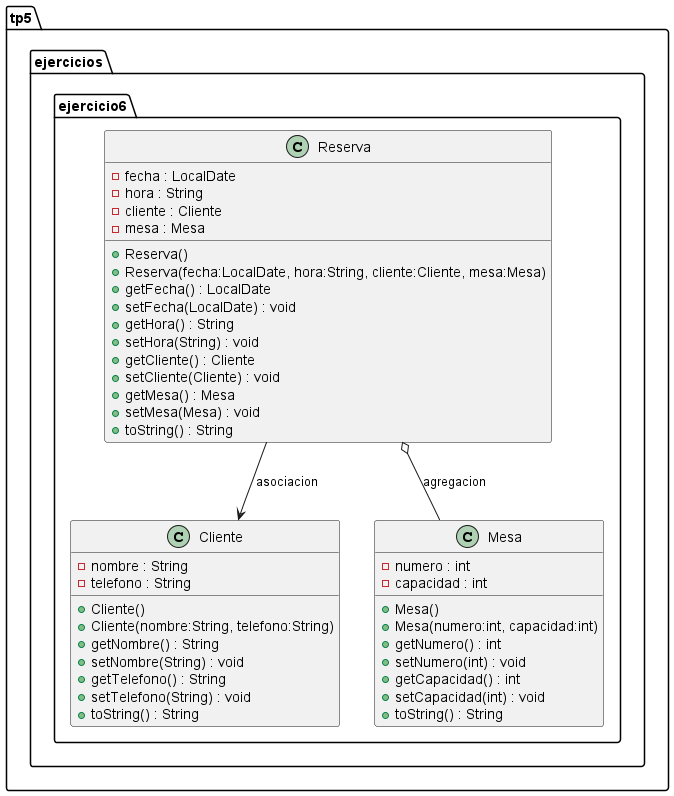 tp5
ejercicios
ejercicio6
C Reserva
fecha : LocalDate
hora : String
cliente : Cliente
mesa : Mesa
Reserva()
Reserva(fecha:LocalDate, hora:String, cliente:Cliente, mesa:Mesa)
getFecha() : LocalDate
setFecha(LocalDate) : void
getHora() : String
setHora(String) : void
getCliente() : Cliente
setCliente(Cliente) : void
getMesa() : Mesa
setMesa(Mesa) : void
toString() : String
asociacion
agregacion
C Cliente
nombre : String
telefono : String
Cliente()
Cliente(nombre:String, telefono:String)
getNombre() : String
setNombre(String) : void
getTelefono() : String
setTelefono(String) : void
toString() : String
C Mesa
numero : int
capacidad : int
Mesa()
Mesa(numero:int, capacidad:int)
getNumero() : int
setNumero(int) : void
getCapacidad() : int
setCapacidad(int) : void
toString() : String